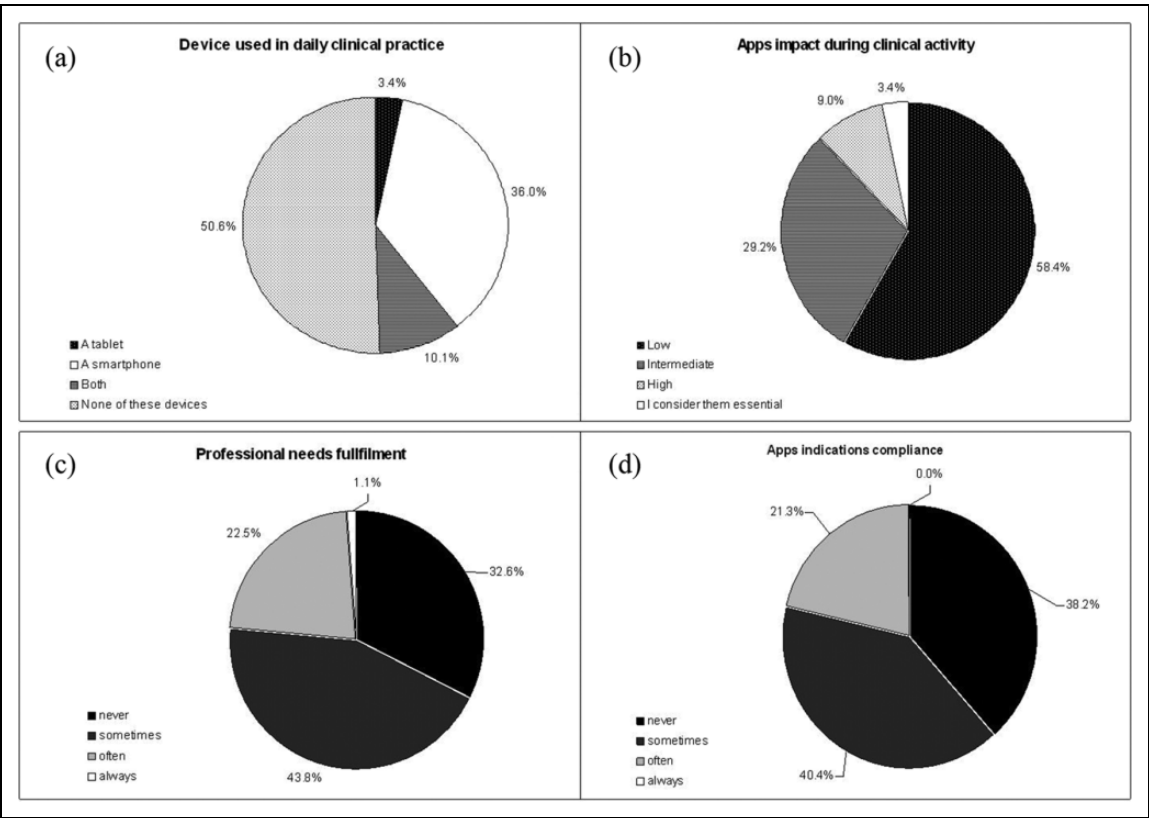 (a)
Device used in daily clinical practice
3.4%
36.0%
50.6%
10.1%
A tablet
A smartphone
Both
None of these devices
(b)
Apps impact during clinical activity
3.4%
9.0%
29.2%
58.4%
Low
Intermediate
High
I consider them essential
(c)
Professional needs fullfilment
1.1%
22.5%
32.6%
43.8%
never
sometimes
often
always
(d)
Apps indications compliance
0.0%
21.3%
38.2%
40.4%
never
sometimes
often
always